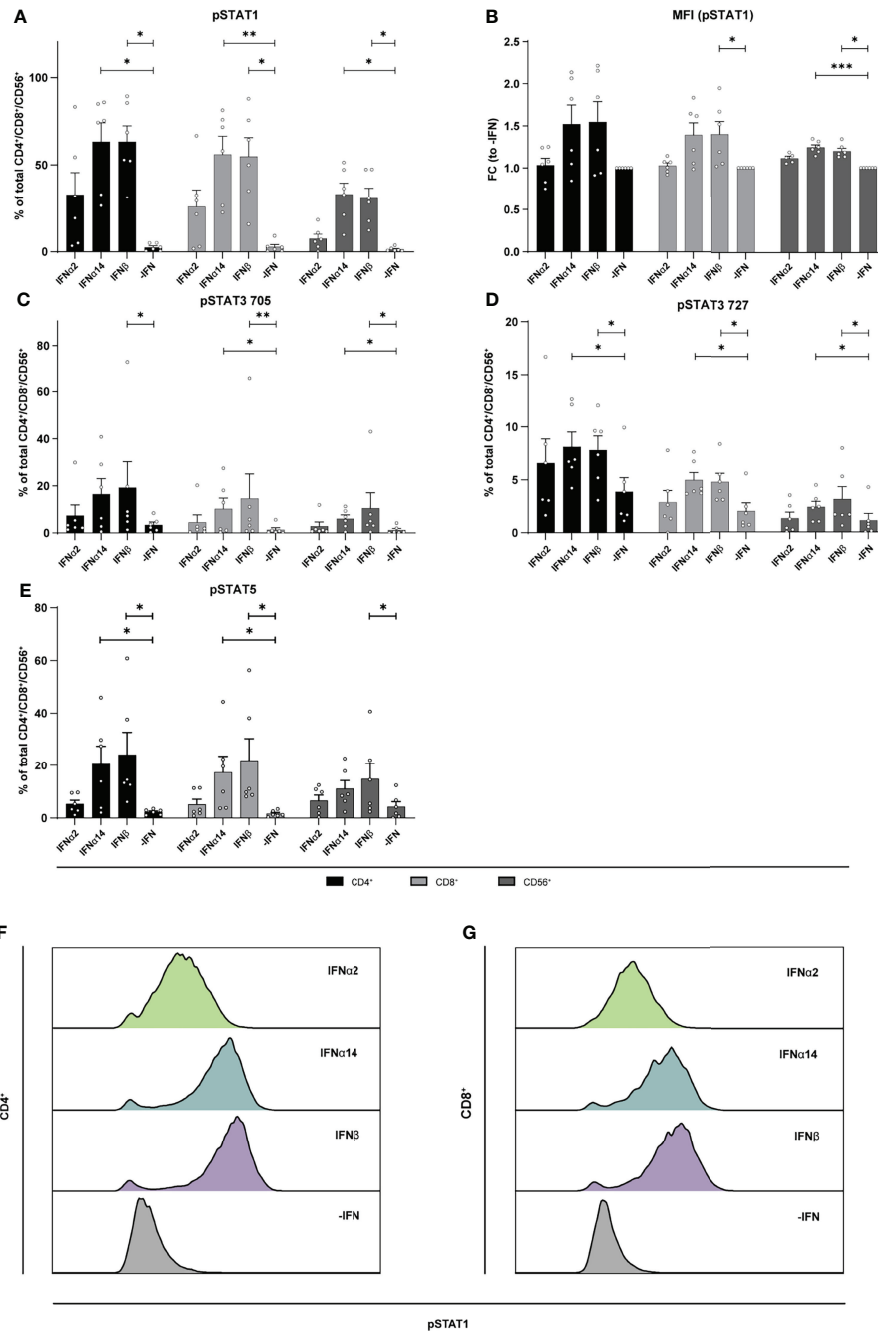 A
pSTAT1
% of total CD4⁺/CD8⁺/CD56⁺
100
50
0
* ** *
* * *
IFNα2 IFNα14 IFNβ -IFN IFNα2 IFNα14 IFNβ -IFN IFNα2 IFNα14 IFNβ -IFN
B
MFI (pSTAT1)
FC (to -IFN)
2.5
2.0
1.5
1.0
0.5
0.0
* *
***
IFNα2 IFNα14 IFNβ -IFN IFNα2 IFNα14 IFNβ -IFN IFNα2 IFNα14 IFNβ -IFN
C
pSTAT3 705
% of total CD4⁺/CD8⁺/CD56⁺
80
60
40
20
0
* ** *
* *
IFNα2 IFNα14 IFNβ -IFN IFNα2 IFNα14 IFNβ -IFN IFNα2 IFNα14 IFNβ -IFN
D
pSTAT3 727
% of total CD4⁺/CD8⁺/CD56⁺
20
15
10
5
0
* * *
* * *
IFNα2 IFNα14 IFNβ -IFN IFNα2 IFNα14 IFNβ -IFN IFNα2 IFNα14 IFNβ -IFN
E
pSTAT5
% of total CD4⁺/CD8⁺/CD56⁺
80
60
40
20
0
* * *
* *
IFNα2 IFNα14 IFNβ -IFN IFNα2 IFNα14 IFNβ -IFN IFNα2 IFNα14 IFNβ -IFN
CD4⁺ CD8⁺ CD56⁺
F
CD4⁺
IFNα2
IFNα14
IFNβ
-IFN
G
CD8⁺
IFNα2
IFNα14
IFNβ
-IFN
pSTAT1